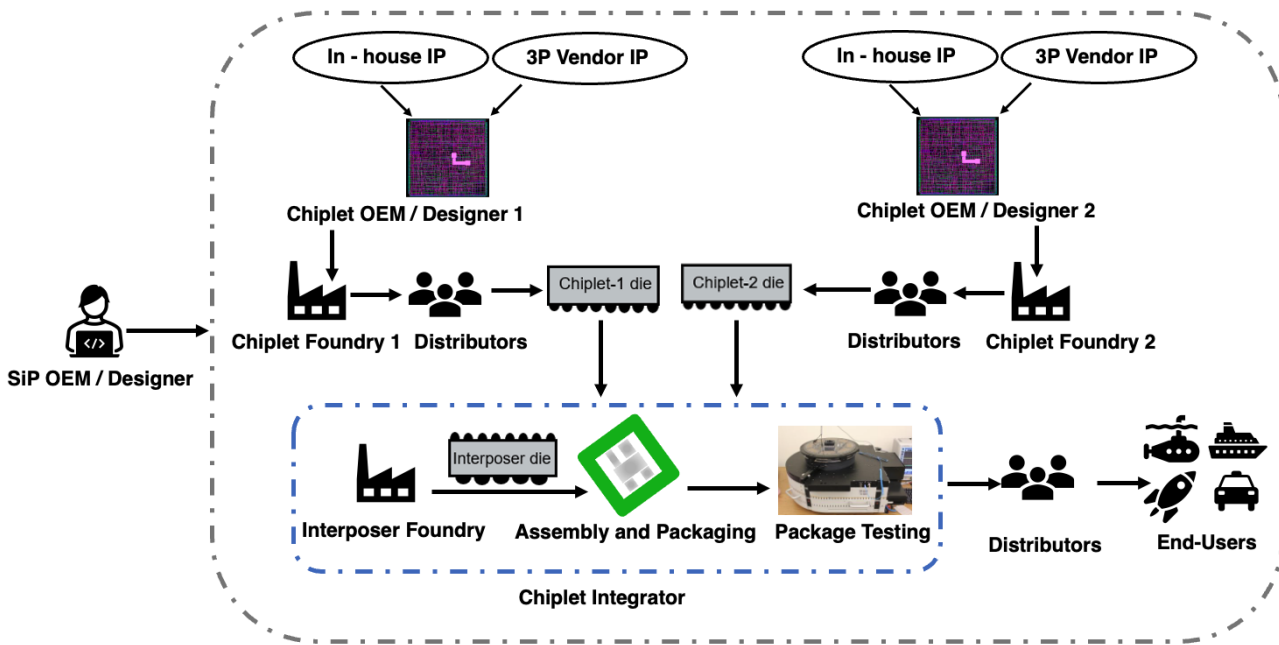 In - house IP
3P Vendor IP
In - house IP
3P Vendor IP
Chiplet OEM / Designer 1
Chiplet OEM / Designer 2
Chiplet-1 die
Chiplet-2 die
Chiplet Foundry 1
Distributors
Distributors
Chiplet Foundry 2
</>
SiP OEM / Designer
Interposer die
Interposer Foundry
Assembly and Packaging
Package Testing
Distributors
End-Users
Chiplet Integrator